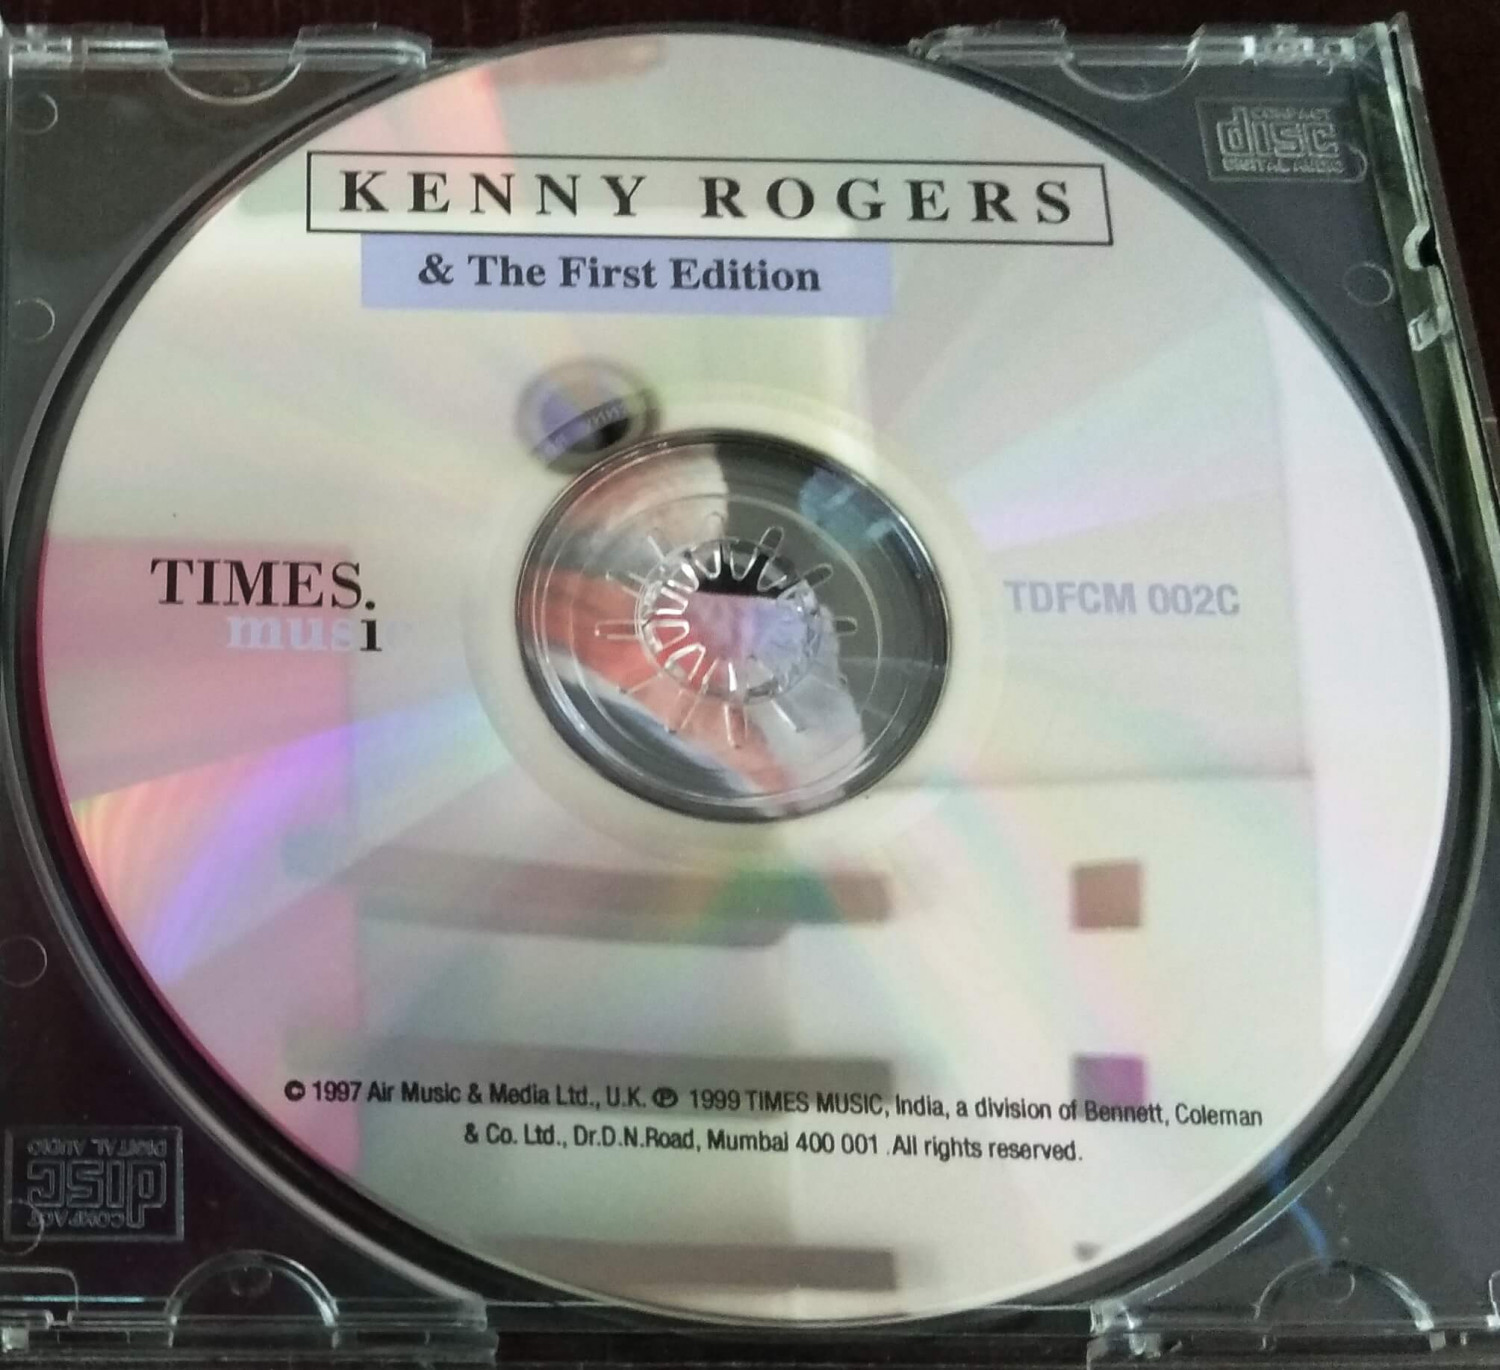 COMPACT
disc
DIGITAL AUDIO
KENNY ROGERS
& The First Edition
TIMES.
music
TDFCM 002C
© 1997 Air Music & Media Ltd., U.K. ℗ 1999 TIMES MUSIC, India, a division of Bennett, Coleman
& Co. Ltd., Dr.D.N.Road, Mumbai 400 001 .All rights reserved.
COMPACT
disc
DIGITAL AUDIO